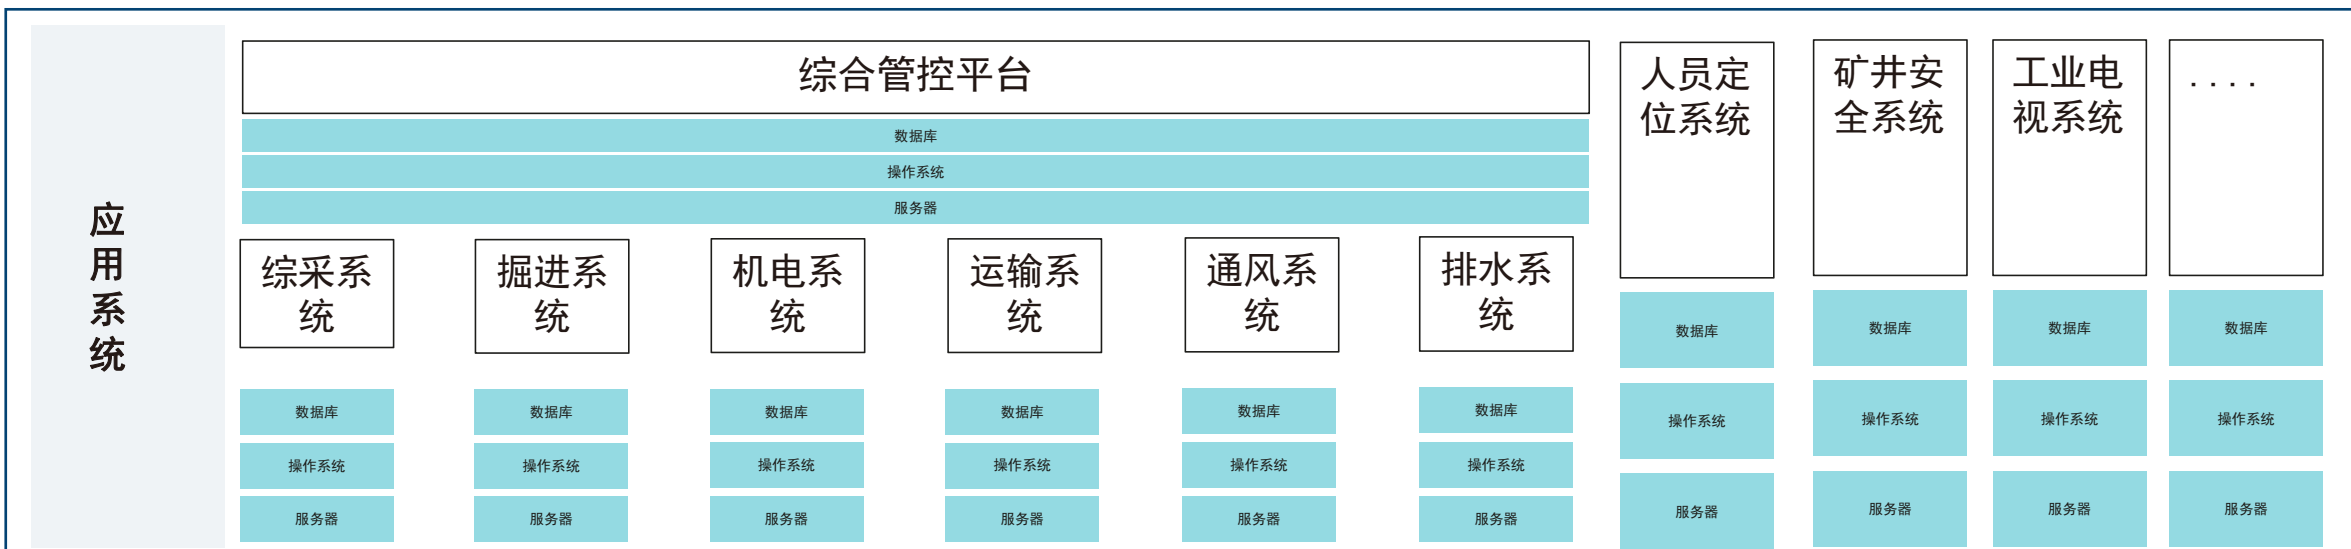 应
用
系
统
综合管控平台
数据库
操作系统
服务器
综采系
统
数据库
操作系统
服务器
掘进系
统
数据库
操作系统
服务器
机电系
统
数据库
操作系统
服务器
运输系
统
数据库
操作系统
服务器
通风系
统
数据库
操作系统
服务器
排水系
统
数据库
操作系统
服务器
人员定
位系统
数据库
操作系统
服务器
矿井安
全系统
数据库
操作系统
服务器
工业电
视系统
数据库
操作系统
服务器
. . . .
数据库
操作系统
服务器